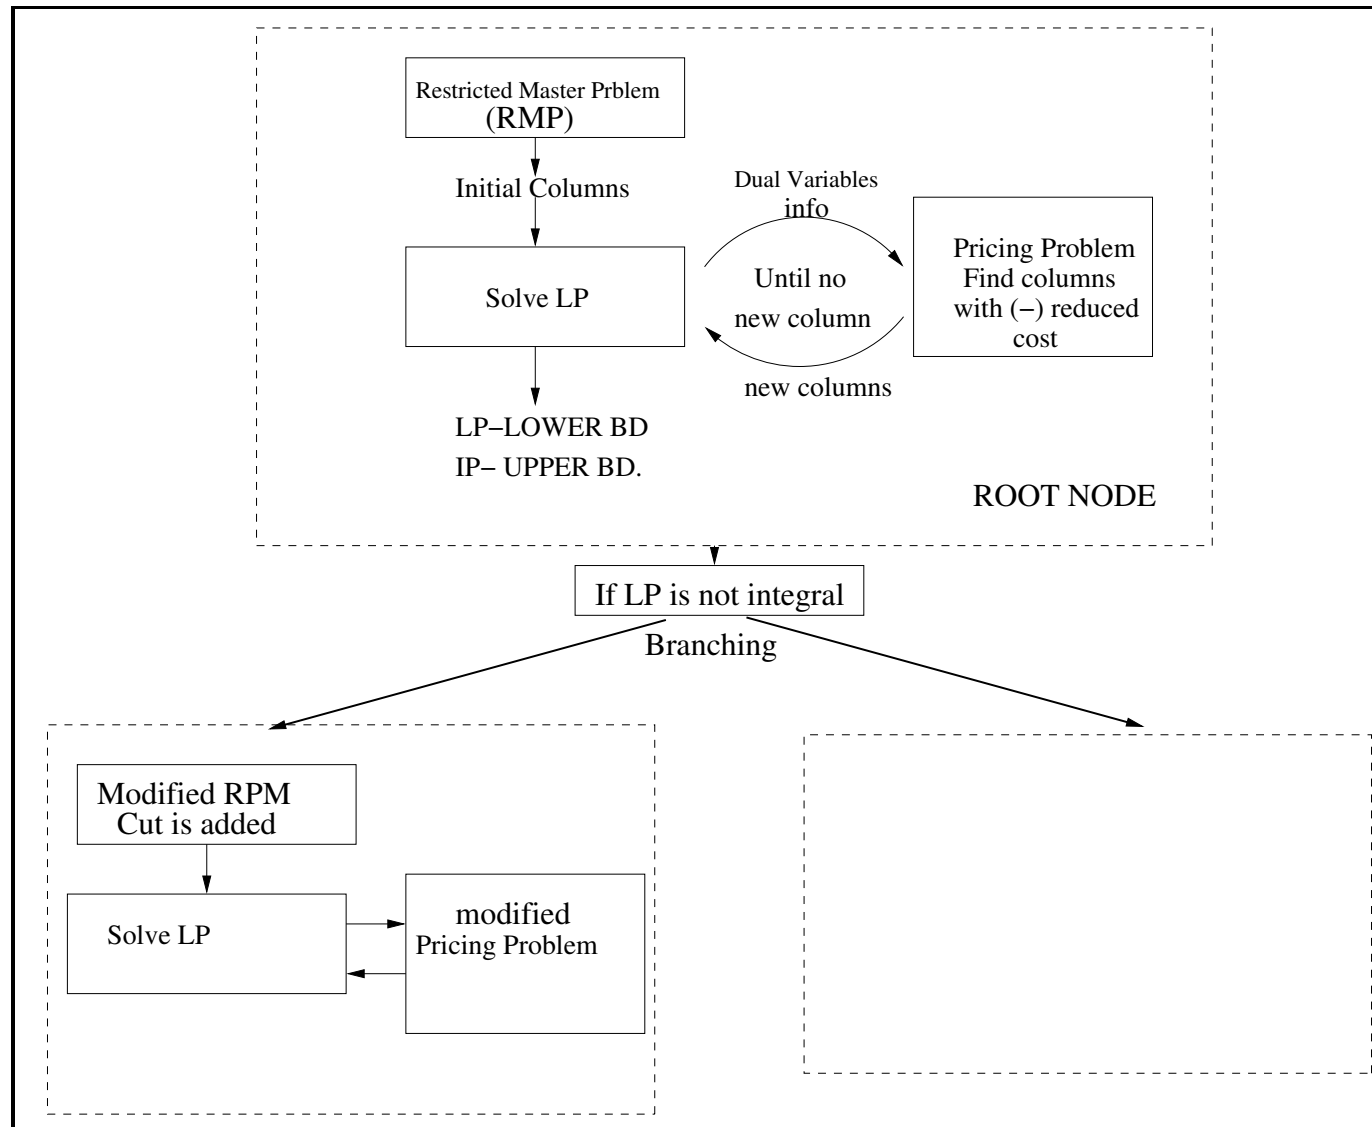 Restricted Master Prblem
(RMP)
Initial Columns
Dual Variables
info
Solve LP
Until no
new column
Pricing Problem
Find columns
with (−) reduced
cost
new columns
LP−LOWER BD
IP− UPPER BD.
ROOT NODE
If LP is not integral
Branching
Modified RPM
Cut is added
Solve LP
modified
Pricing Problem